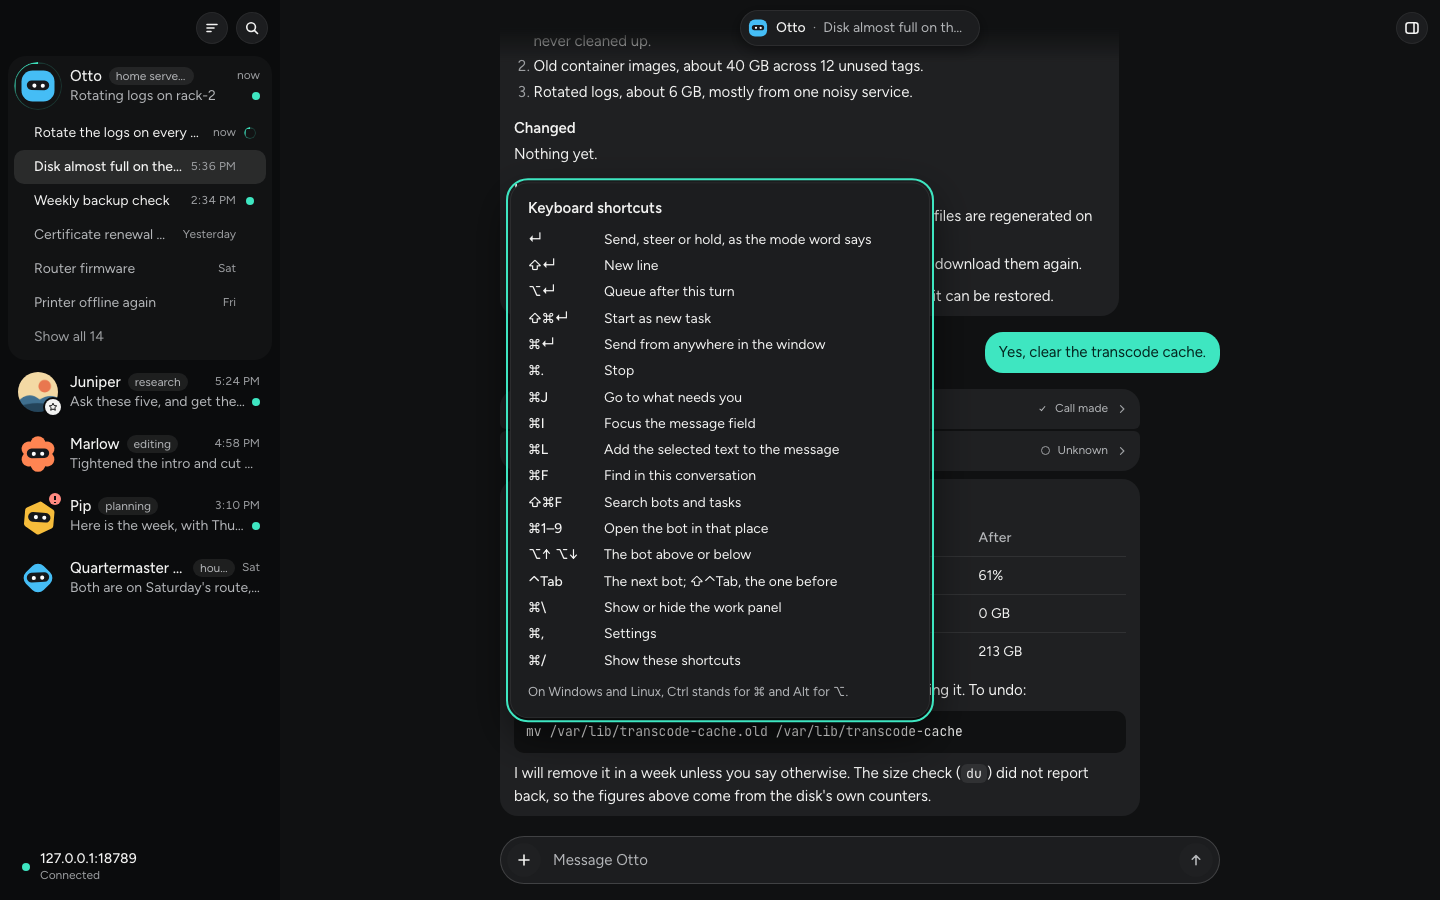 Otto home serve... now
Rotating logs on rack-2
Rotate the logs on every ... now
Disk almost full on the... 5:36 PM
Weekly backup check 2:34 PM
Certificate renewal ... Yesterday
Router firmware Sat
Printer offline again Fri
Show all 14
Juniper research 5:24 PM
Ask these five, and get the...
Marlow editing 4:58 PM
Tightened the intro and cut ...
Pip planning 3:10 PM
Here is the week, with Thu...
Quartermaster ... hou... Sat
Both are on Saturday's route,...
127.0.0.1:18789
Connected
Otto · Disk almost full on th...
never cleaned up.
2. Old container images, about 40 GB across 12 unused tags.
3. Rotated logs, about 6 GB, mostly from one noisy service.
Changed
Nothing yet.
files are regenerated on
download them again.
it can be restored.
Yes, clear the transcode cache.
✓ Call made
Unknown
After
61%
0 GB
213 GB
ing it. To undo:
Keyboard shortcuts
↵ Send, steer or hold, as the mode word says
⇧↵ New line
⌥↵ Queue after this turn
⇧⌘↵ Start as new task
⌘↵ Send from anywhere in the window
⌘. Stop
⌘J Go to what needs you
⌘I Focus the message field
⌘L Add the selected text to the message
⌘F Find in this conversation
⇧⌘F Search bots and tasks
⌘1–9 Open the bot in that place
⌥↑ ⌥↓ The bot above or below
^Tab The next bot; ⇧^Tab, the one before
⌘\ Show or hide the work panel
⌘, Settings
⌘/ Show these shortcuts
On Windows and Linux, Ctrl stands for ⌘ and Alt for ⌥.
mv /var/lib/transcode-cache.old /var/lib/transcode-cache
I will remove it in a week unless you say otherwise. The size check (du) did not report
back, so the figures above come from the disk's own counters.
Message Otto